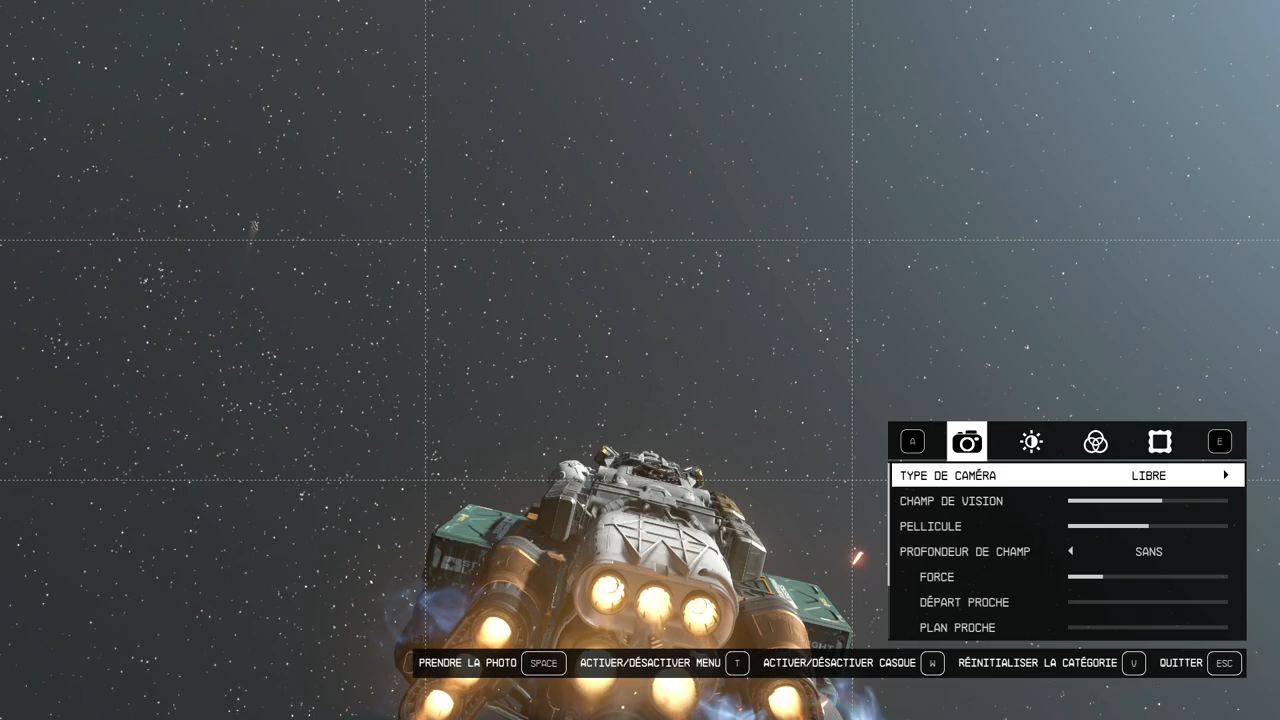 A
E
TYPE DE CAMÉRA LIBRE
CHAMP DE VISION
PELLICULE
PROFONDEUR DE CHAMP SANS
FORCE
DÉPART PROCHE
PLAN PROCHE
PRENDRE LA PHOTO SPACE ACTIVER/DÉSACTIVER MENU T ACTIVER/DÉSACTIVER CASQUE W RÉINITIALISER LA CATÉGORIE V QUITTER ESC